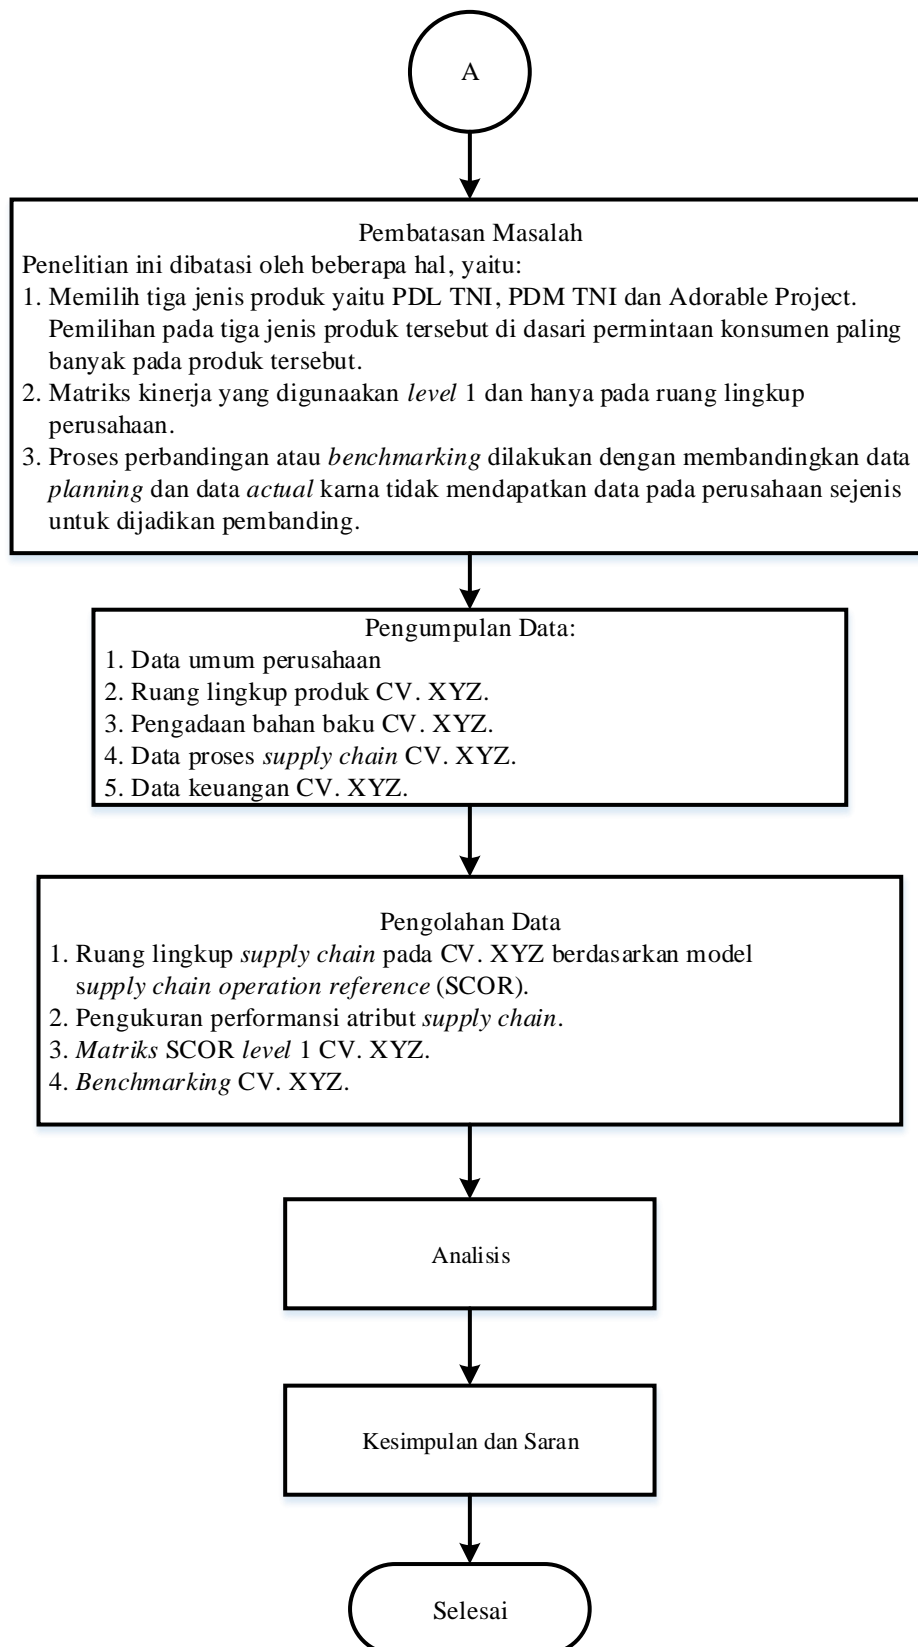 A
Pembatasan Masalah
Penelitian ini dibatasi oleh beberapa hal, yaitu:
1. Memilih tiga jenis produk yaitu PDL TNI, PDM TNI dan Adorable Project.
Pemilihan pada tiga jenis produk tersebut di dasari permintaan konsumen paling
banyak pada produk tersebut.
2. Matriks kinerja yang digunaakan level 1 dan hanya pada ruang lingkup
perusahaan.
3. Proses perbandingan atau benchmarking dilakukan dengan membandingkan data
planning dan data actual karna tidak mendapatkan data pada perusahaan sejenis
untuk dijadikan pembanding.
Pengumpulan Data:
1. Data umum perusahaan
2. Ruang lingkup produk CV. XYZ.
3. Pengadaan bahan baku CV. XYZ.
4. Data proses supply chain CV. XYZ.
5. Data keuangan CV. XYZ.
Pengolahan Data
1. Ruang lingkup supply chain pada CV. XYZ berdasarkan model
supply chain operation reference (SCOR).
2. Pengukuran performansi atribut supply chain.
3. Matriks SCOR level 1 CV. XYZ.
4. Benchmarking CV. XYZ.
Analisis
Kesimpulan dan Saran
Selesai